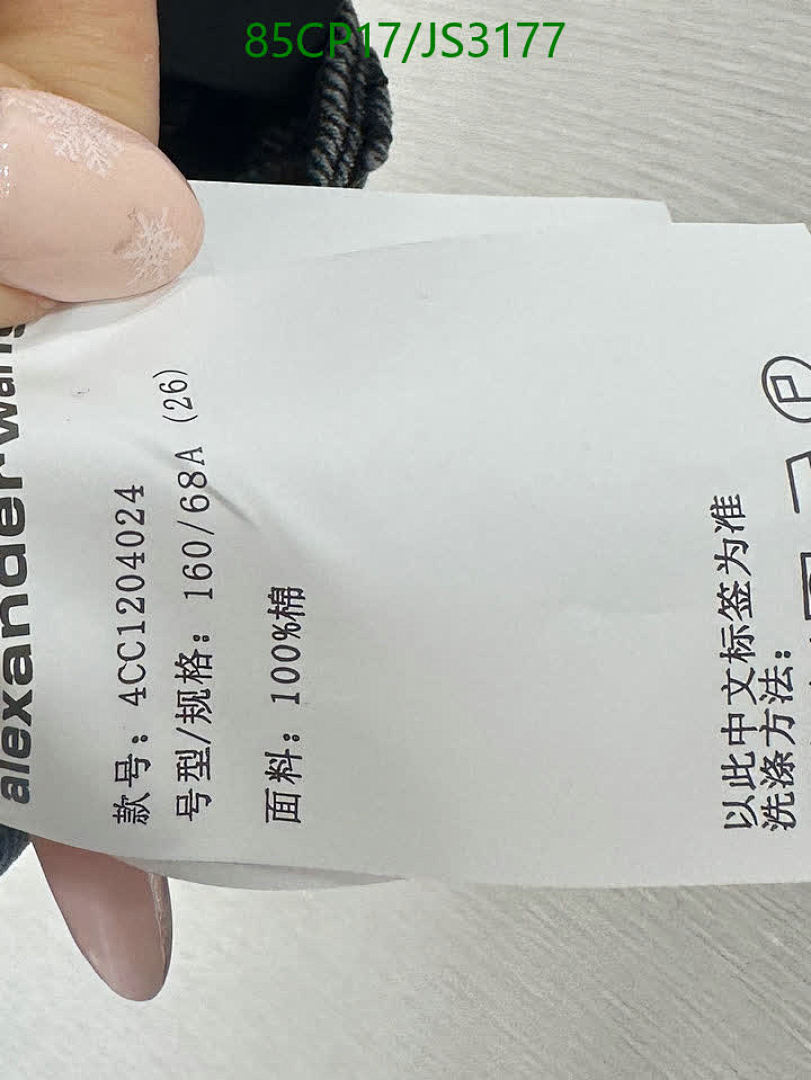 85CP17/JS3177
alexanderwang
款号: 4CC1204024
号型/规格: 160/68A (26)
面料: 100%棉
以此中文标签为准
洗涤方法:
P